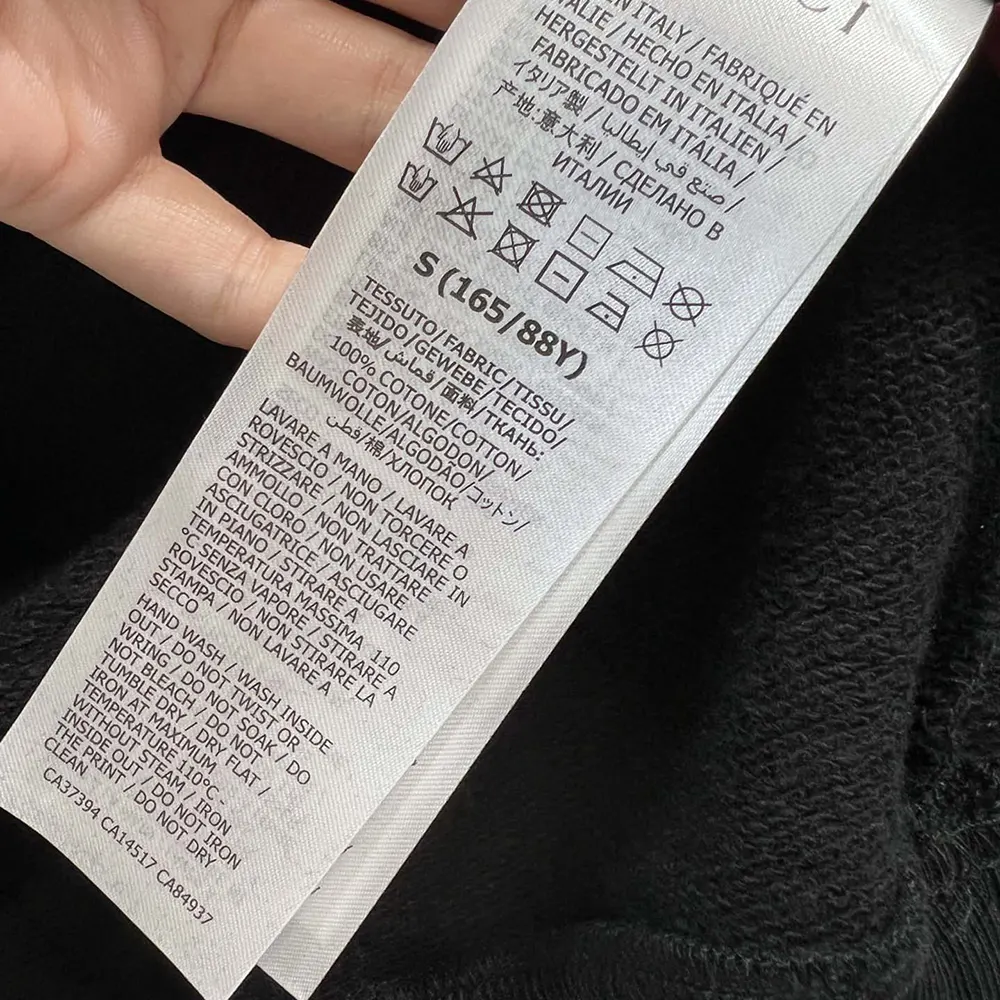 EN ITALY / FABRIQUÉ EN
ITALIE / HECHO EN ITALIA /
HERGESTELLT IN ITALIEN /
FABRICADO EM ITÁLIA /
イタリア製 / صنع في إيطاليا /
产地：意大利 / СДЕЛАНО В
ИТАЛИИ
S (165/88Y)
TESSUTO/FABRIC/TISSU/
TEJIDO/GEWEBE/TECIDO/
表地/قماش/面料/ТКАНЬ:
100% COTONE/COTTON/
COTON/ALGODON/
BAUMWOLLE/ALGODÃO/コットン/
قطن/棉/ХЛОПОК
LAVARE A MANO / LAVARE A
ROVESCIO / NON TORCERE O
STRIZZARE / NON LASCIARE IN
AMMOLLO / NON TRATTARE
CON CLORO / NON USARE
ASCIUGATRICE / ASCIUGARE
IN PIANO / STIRARE A
TEMPERATURA MASSIMA 110
°C SENZA VAPORE / STIRARE A
ROVESCIO / NON STIRARE LA
STAMPA / NON LAVARE A
SECCO
HAND WASH / WASH INSIDE
OUT / DO NOT TWIST OR
WRING / DO NOT SOAK / DO
NOT BLEACH / DO NOT
TUMBLE DRY / DRY FLAT /
IRON AT MAXIMUM
TEMPERATURE 110°C -
WITHOUT STEAM / IRON
INSIDE OUT / DO NOT IRON
THE PRINT / DO NOT DRY
CLEAN
CA37394 CA14517 CA84937